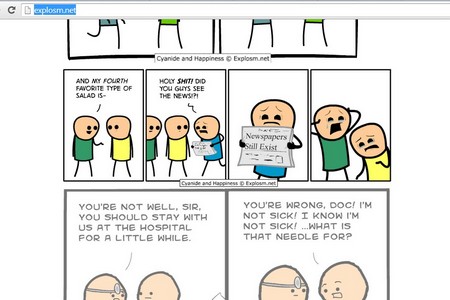 explosm.net
Cyanide and Happiness © Explosm.net
AND MY FOURTH
FAVORITE TYPE OF
SALAD IS-
HOLY SHIT! DID
YOU GUYS SEE
THE NEWS!?!
Newspapers
Still Exist
Cyanide and Happiness © Explosm.net
YOU'RE NOT WELL, SIR,
YOU SHOULD STAY WITH
US AT THE HOSPITAL
FOR A LITTLE WHILE.
YOU'RE WRONG, DOC! I'M
NOT SICK! I KNOW I'M
NOT SICK! ...WHAT IS
THAT NEEDLE FOR?